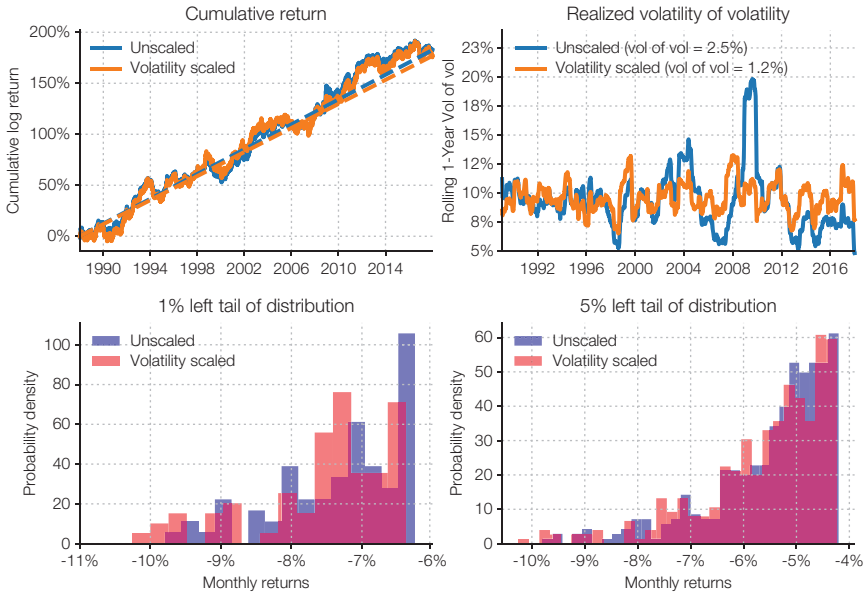 Cumulative return
Cumulative log return
200%
150%
100%
50%
0%
Unscaled
Volatility scaled
1990 1994 1998 2002 2006 2010 2014
Realized volatility of volatility
Rolling 1-Year Vol of vol
23%
20%
18%
15%
12%
10%
8%
5%
Unscaled (vol of vol = 2.5%)
Volatility scaled (vol of vol = 1.2%)
1992 1996 2000 2004 2008 2012 2016
1% left tail of distribution
Probability density
100
80
60
40
20
0
Unscaled
Volatility scaled
-11% -10% -9% -8% -7% -6%
Monthly returns
5% left tail of distribution
Probability density
60
50
40
30
20
10
0
Unscaled
Volatility scaled
-10% -9% -8% -7% -6% -5% -4%
Monthly returns